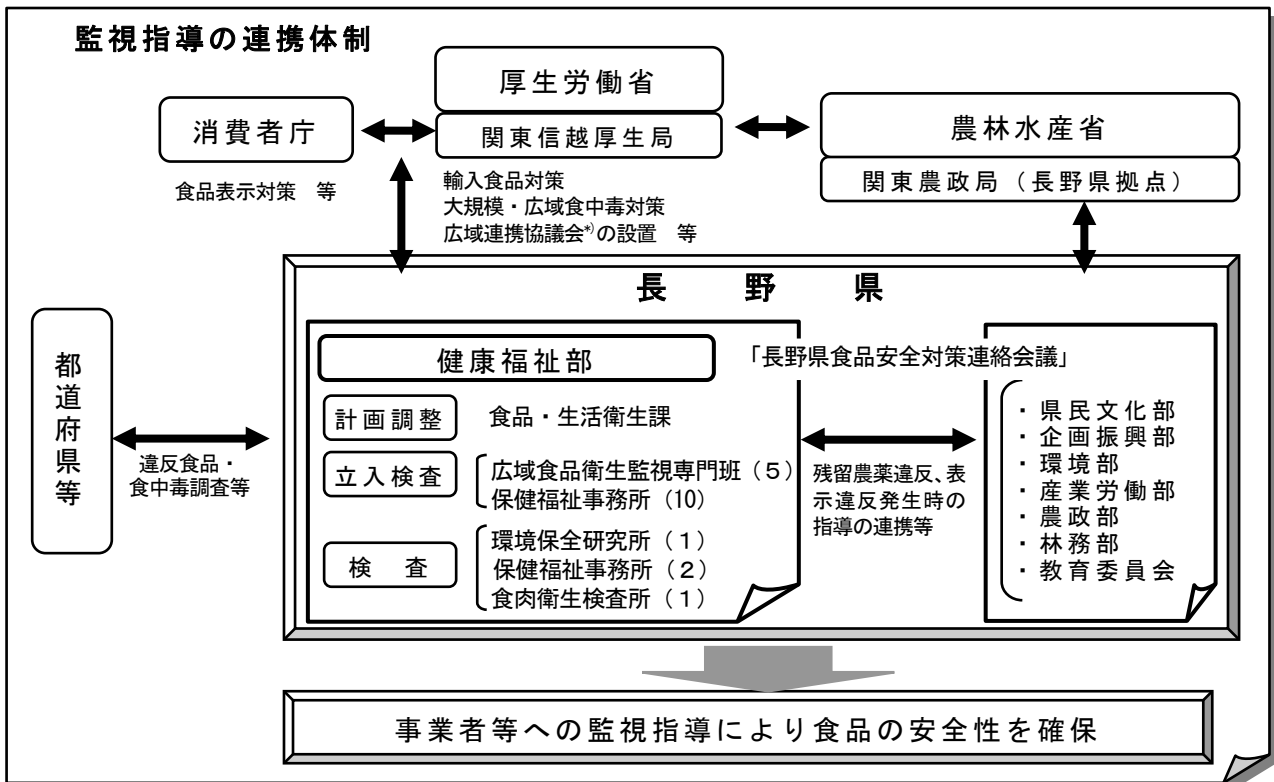 監視指導の連携体制
厚生労働省
関東信越厚生局
消費者庁
食品表示対策　等
輸入食品対策
大規模・広域食中毒対策
広域連携協議会*)の設置　等
農林水産省
関東農政局（長野県拠点）
長　野　県
都道府県等
違反食品・
食中毒調査等
健康福祉部
計画調整
食品・生活衛生課
立入検査
広域食品衛生監視専門班（5）
保健福祉事務所（10）
検　査
環境保全研究所（1）
保健福祉事務所（2）
食肉衛生検査所（1）
「長野県食品安全対策連絡会議」
残留農薬違反、表
示違反発生時の
指導の連携等
・県民文化部
・企画振興部
・環境部
・産業労働部
・農政部
・林務部
・教育委員会
事業者等への監視指導により食品の安全性を確保